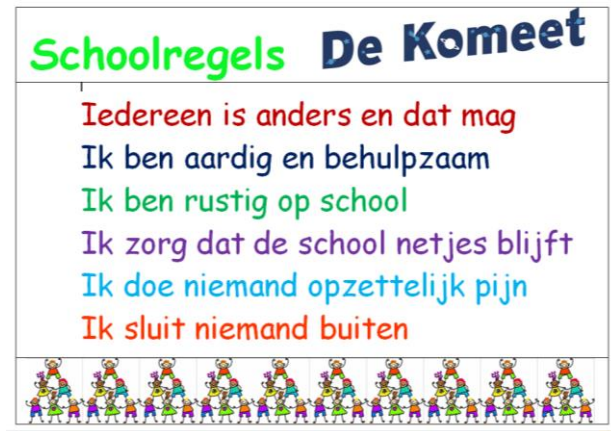 Schoolregels De Komeet
Iedereen is anders en dat mag
Ik ben aardig en behulpzaam
Ik ben rustig op school
Ik zorg dat de school netjes blijft
Ik doe niemand opzettelijk pijn
Ik sluit niemand buiten